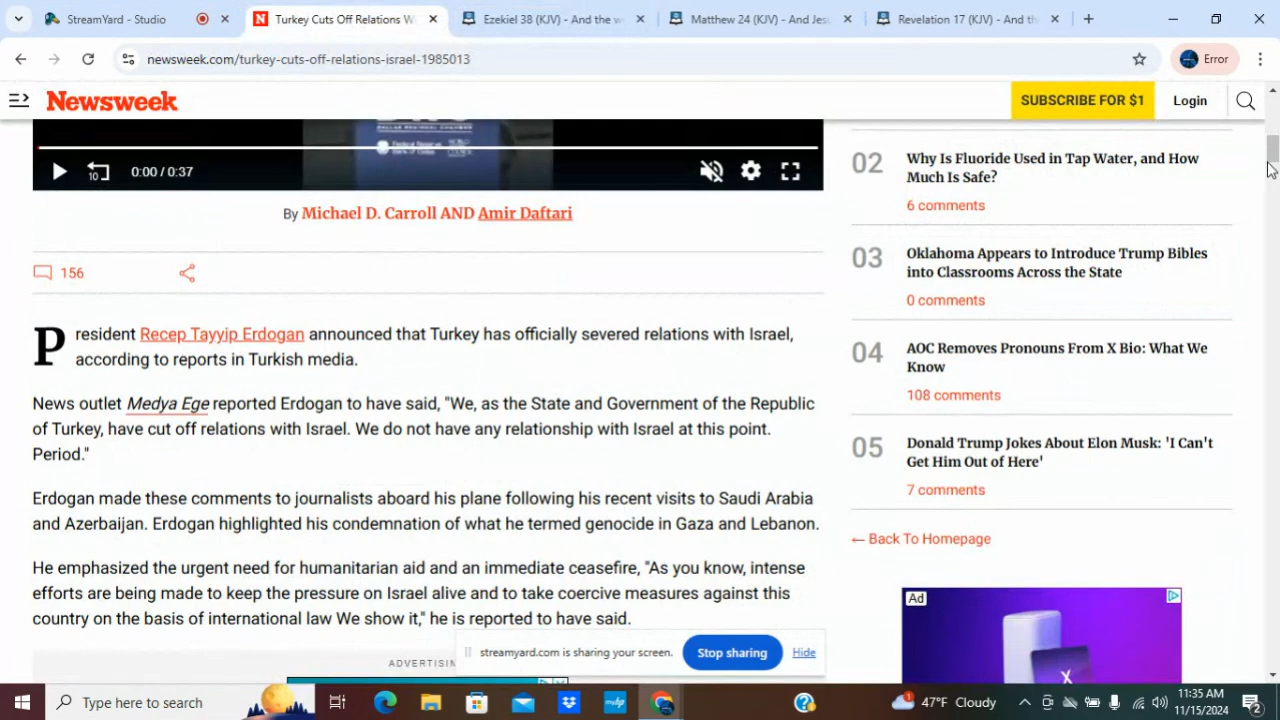 StreamYard - Studio
Turkey Cuts Off Relations Wi
Ezekiel 38 (KJV) - And the w
Matthew 24 (KJV) - And Jesu
Revelation 17 (KJV) - And th
newsweek.com/turkey-cuts-off-relations-israel-1985013
Error
Newsweek
SUBSCRIBE FOR $1
Login
10
0:00 / 0:37
By Michael D. Carroll AND Amir Daftari
156
President Recep Tayyip Erdogan announced that Turkey has officially severed relations with Israel,
according to reports in Turkish media.
News outlet Medya Ege reported Erdogan to have said, "We, as the State and Government of the Republic
of Turkey, have cut off relations with Israel. We do not have any relationship with Israel at this point.
Period."
Erdogan made these comments to journalists aboard his plane following his recent visits to Saudi Arabia
and Azerbaijan. Erdogan highlighted his condemnation of what he termed genocide in Gaza and Lebanon.
He emphasized the urgent need for humanitarian aid and an immediate ceasefire, "As you know, intense
efforts are being made to keep the pressure on Israel alive and to take coercive measures against this
country on the basis of international law We show it," he is reported to have said.
02
Why Is Fluoride Used in Tap Water, and How
Much Is Safe?
6 comments
03
Oklahoma Appears to Introduce Trump Bibles
into Classrooms Across the State
0 comments
04
AOC Removes Pronouns From X Bio: What We
Know
108 comments
05
Donald Trump Jokes About Elon Musk: 'I Can't
Get Him Out of Here'
7 comments
← Back To Homepage
Ad
X
streamyard.com is sharing your screen.
Stop sharing
Hide
ADVERTISIN
Type here to search
47°F Cloudy
11:35 AM
11/15/2024
2